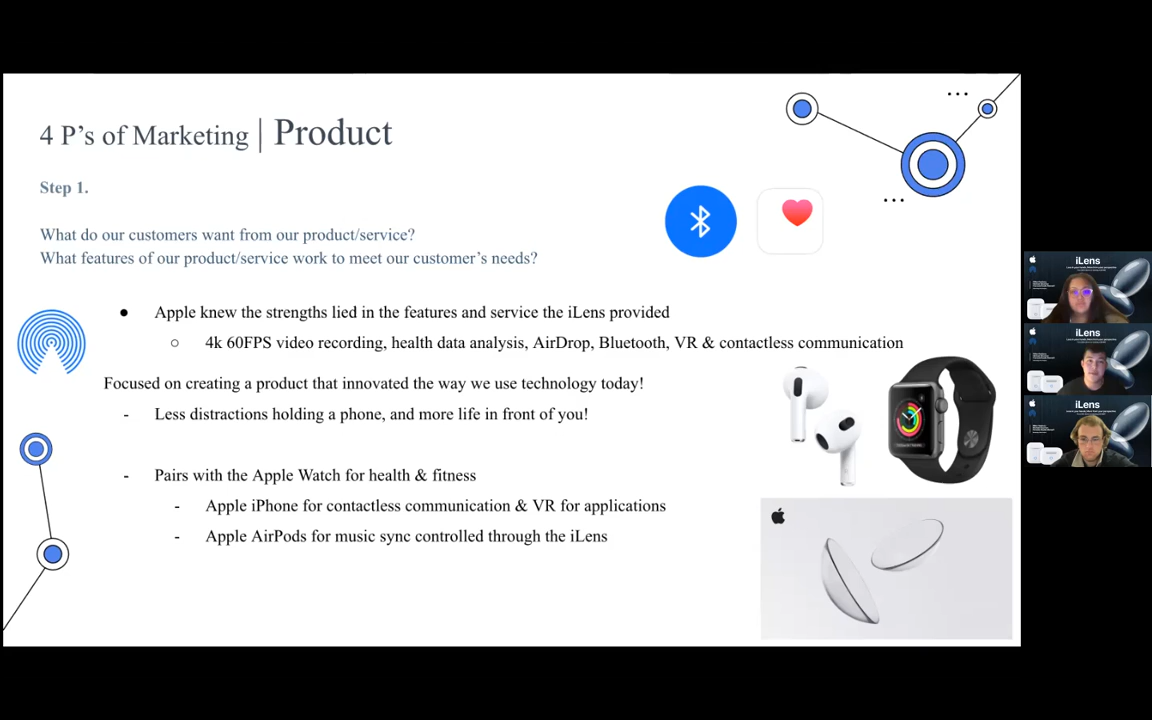 4 P’s of Marketing | Product
Step 1.
What do our customers want from our product/service?
What features of our product/service work to meet our customer’s needs?
● Apple knew the strengths lied in the features and service the iLens provided
○ 4k 60FPS video recording, health data analysis, AirDrop, Bluetooth, VR & contactless communication
Focused on creating a product that innovated the way we use technology today!
- Less distractions holding a phone, and more life in front of you!
- Pairs with the Apple Watch for health & fitness
- Apple iPhone for contactless communication & VR for applications
- Apple AirPods for music sync controlled through the iLens
iLens
iLens
iLens